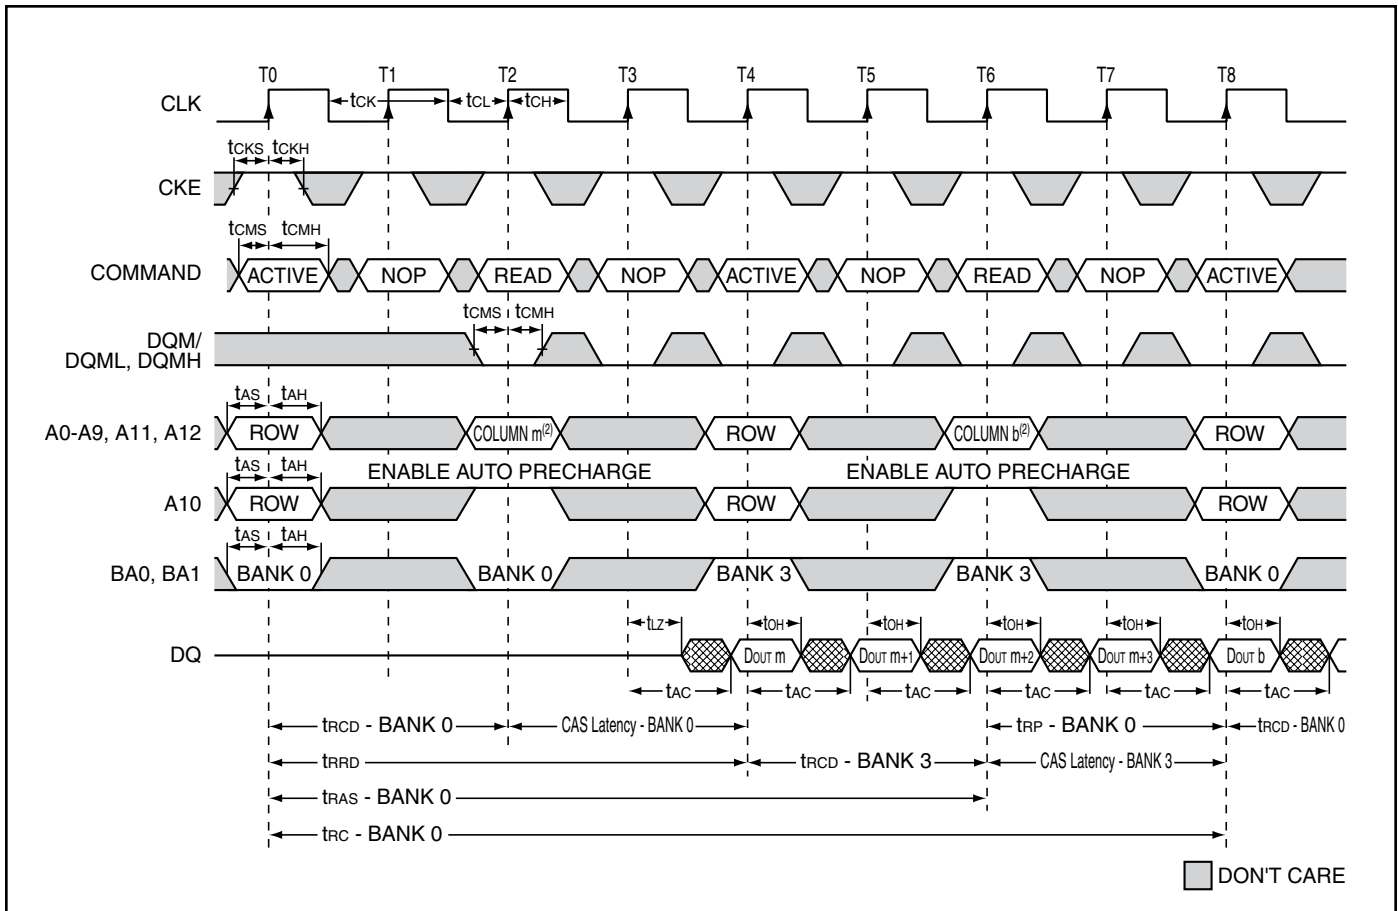 T0 T1 T2 T3 T4 T5 T6 T7 T8
CLK tCK tCL tCH
tCKS tCKH
CKE
tCMS tCMH
COMMAND ACTIVE NOP READ NOP ACTIVE NOP READ NOP ACTIVE
tCMS tCMH
DQM/
DQML, DQMH
tAS tAH
A0-A9, A11, A12 ROW COLUMN m(2) ROW COLUMN b(2) ROW
tAS tAH ENABLE AUTO PRECHARGE ENABLE AUTO PRECHARGE
A10 ROW ROW ROW
tAS tAH
BA0, BA1 BANK 0 BANK 0 BANK 3 BANK 3 BANK 0
tLZ tOH tOH tOH tOH tOH
DQ DOUT m DOUT m+1 DOUT m+2 DOUT m+3 DOUT b
tAC tAC tAC tAC tAC tAC
tRCD - BANK 0 CAS Latency - BANK 0 tRP - BANK 0 tRCD - BANK 0
tRRD tRCD - BANK 3 CAS Latency - BANK 3
tRAS - BANK 0
tRC - BANK 0
DON'T CARE